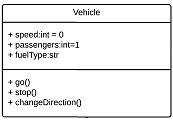 Vehicle
+ speed:int = 0
+ passengers:int=1
+ fuelType:str
+ go()
+ stop()
+ changeDirection()